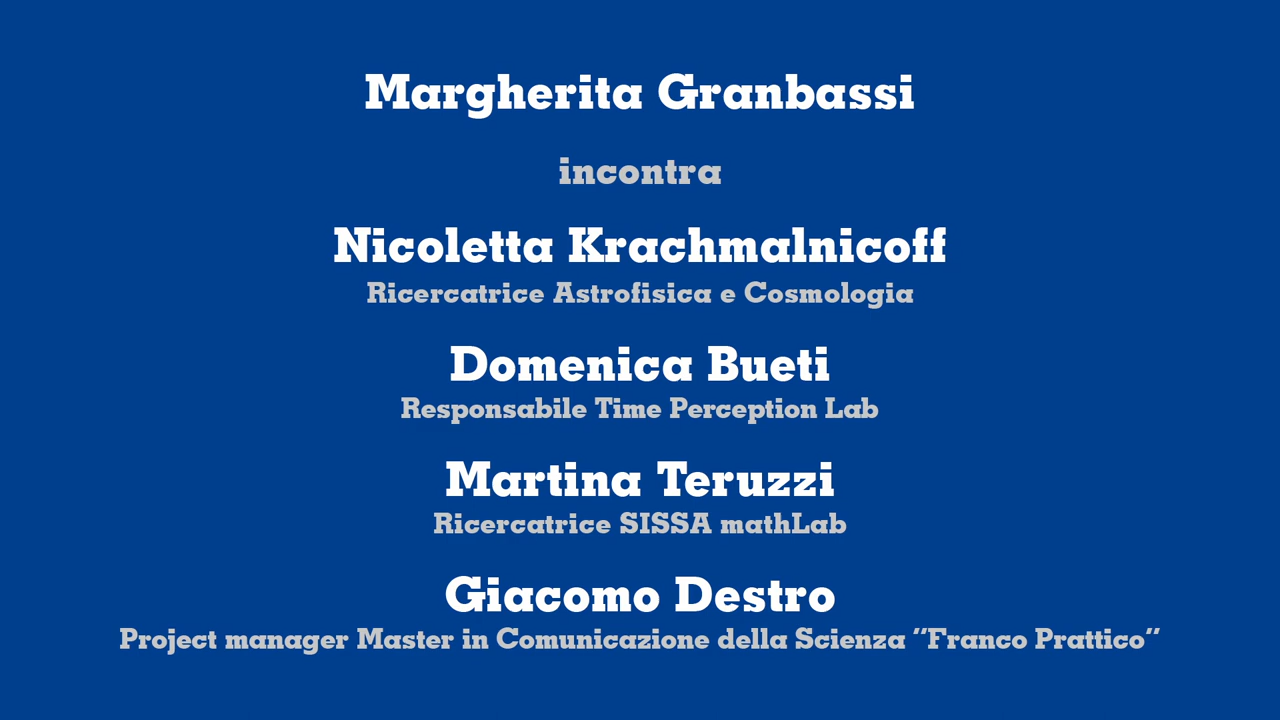 Margherita Granbassi
incontra
Nicoletta Krachmalnicoff
Ricercatrice Astrofisica e Cosmologia
Domenica Bueti
Responsabile Time Perception Lab
Martina Teruzzi
Ricercatrice SISSA mathLab
Giacomo Destro
Project manager Master in Comunicazione della Scienza "Franco Prattico"